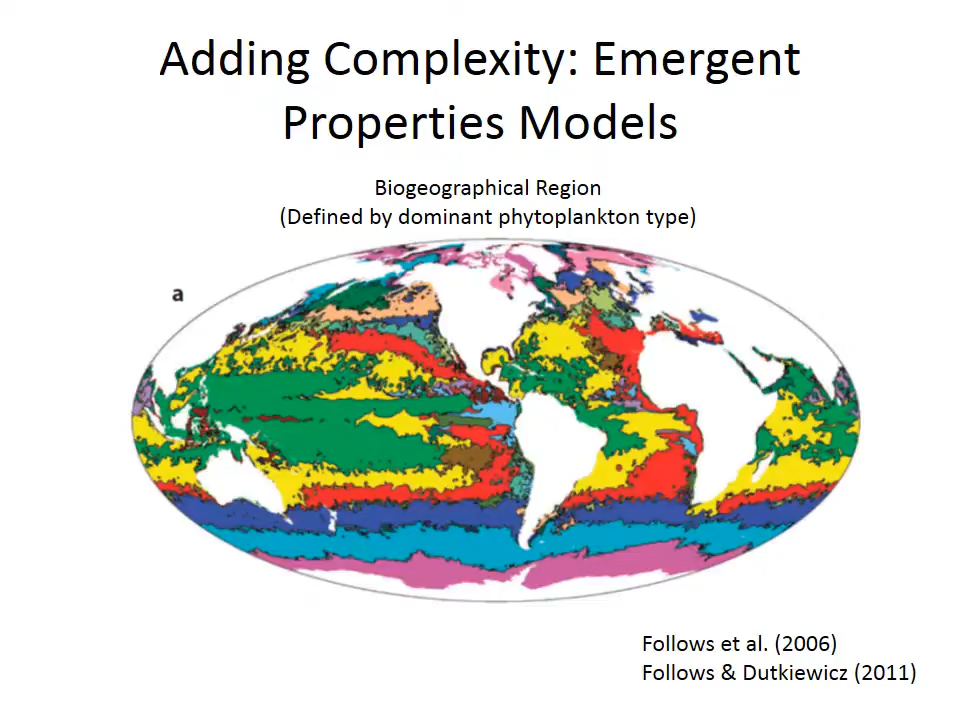 Adding Complexity: Emergent
Properties Models
Biogeographical Region
(Defined by dominant phytoplankton type)
a
Follows et al. (2006)
Follows & Dutkiewicz (2011)